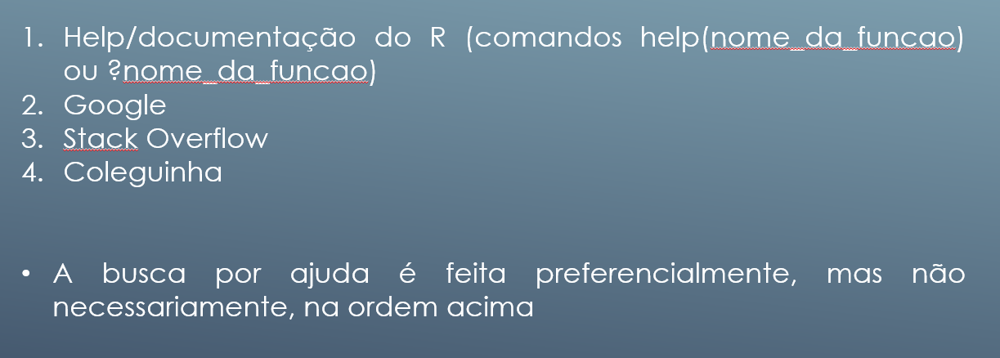 1. Help/documentação do R (comandos help(nome_da_funcao)
ou ?nome_da_funcao)
2. Google
3. Stack Overflow
4. Coleguinha
• A busca por ajuda é feita preferencialmente, mas não
necessariamente, na ordem acima